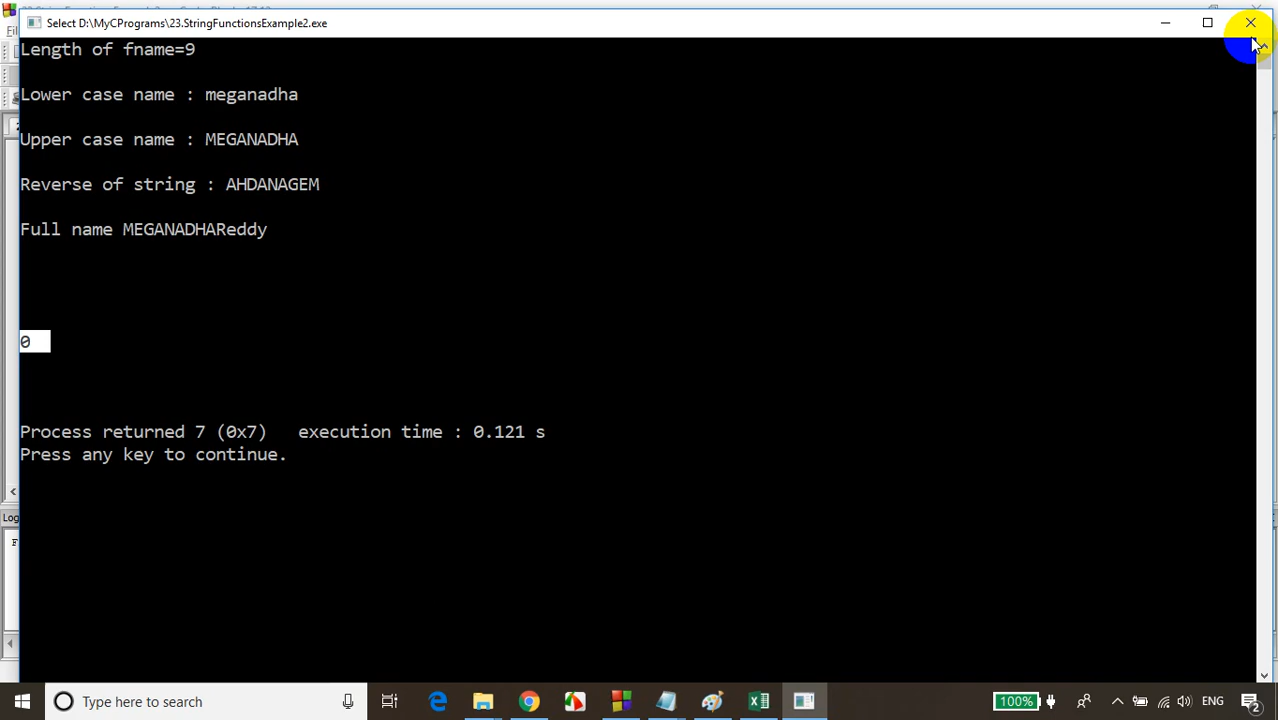 Select D:\MyCPrograms\23.StringFunctionsExample2.exe
Length of fname=9
Lower case name : meganadha
Upper case name : MEGANADHA
Reverse of string : AHDANAGEM
Full name MEGANADHAReddy
0
Process returned 7 (0x7)   execution time : 0.121 s
Press any key to continue.
Log
Type here to search
100%
ENG
2